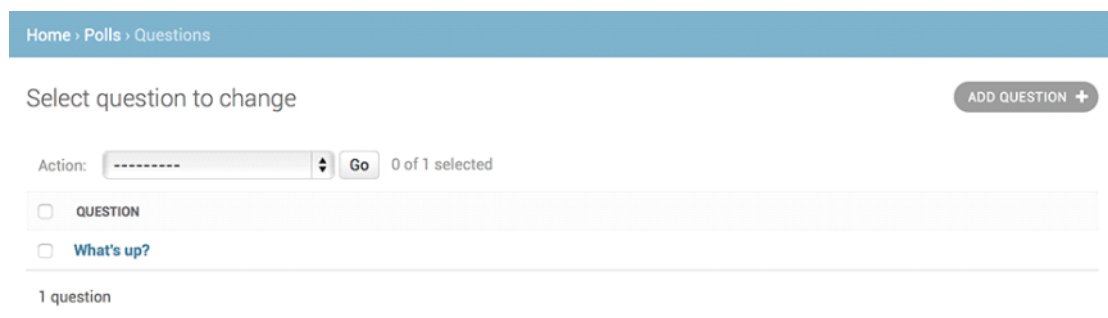 Home › Polls › Questions
Select question to change
ADD QUESTION +
Action: --------- Go 0 of 1 selected
QUESTION
What's up?
1 question